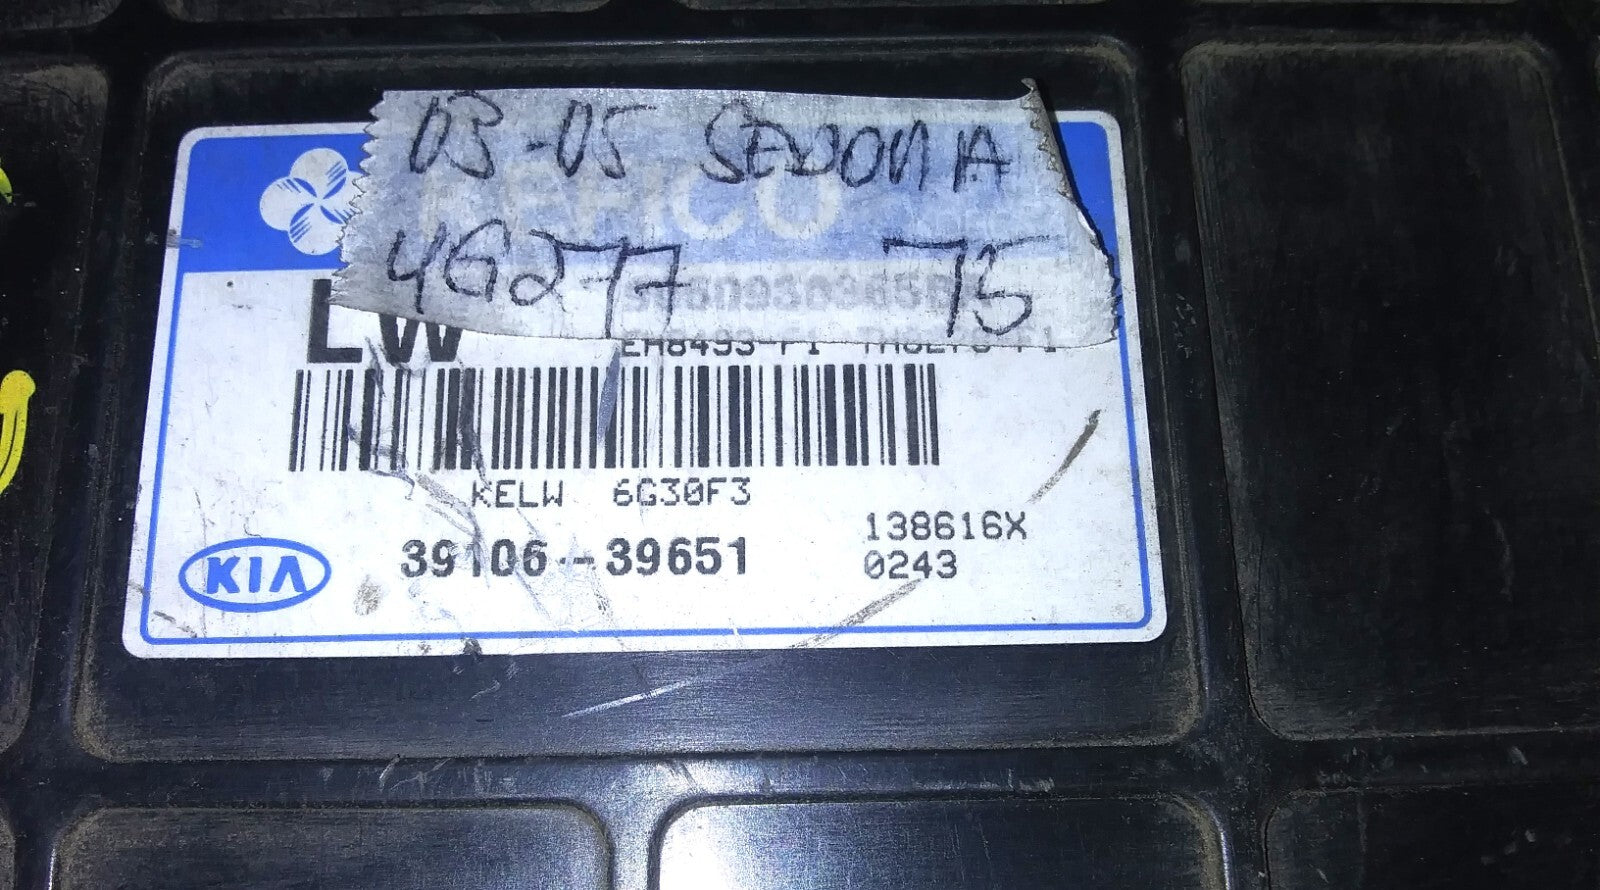 03-05 SEDONA
KEFICO
4G277 75
LW
KELW 6G30F3
138616X
39106-39651
0243
KIA